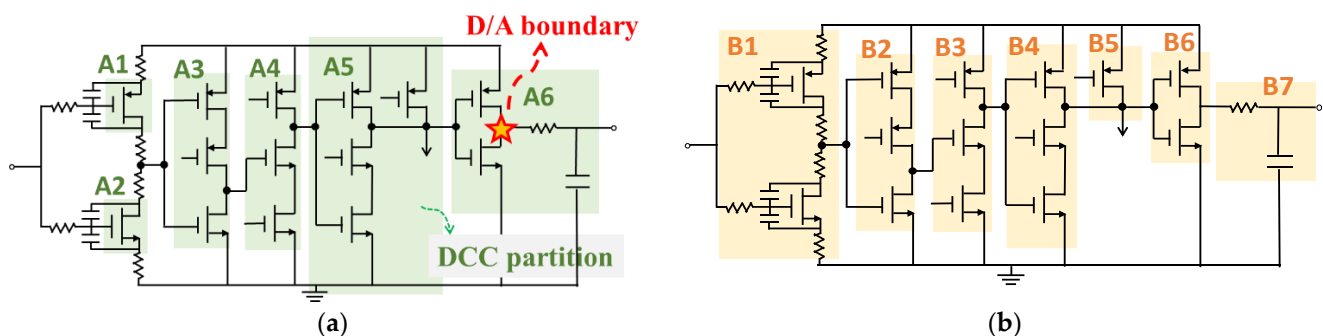 D/A boundary
A1
A3
A4
A5
A6
A2
DCC partition
(a)
B1
B2
B3
B4
B5
B6
B7
(b)